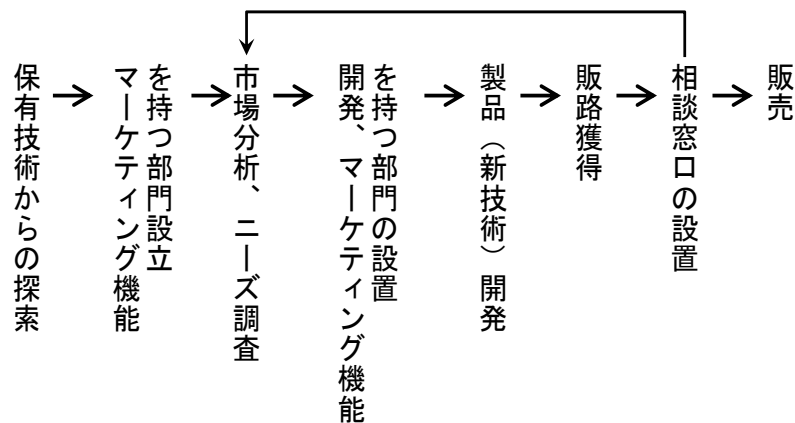 保有技術からの探索
マーケティング機能
を持つ部門設立
市場分析、ニーズ調査
開発、マーケティング機能
を持つ部門の設置
製品（新技術）開発
販路獲得
相談窓口の設置
販売